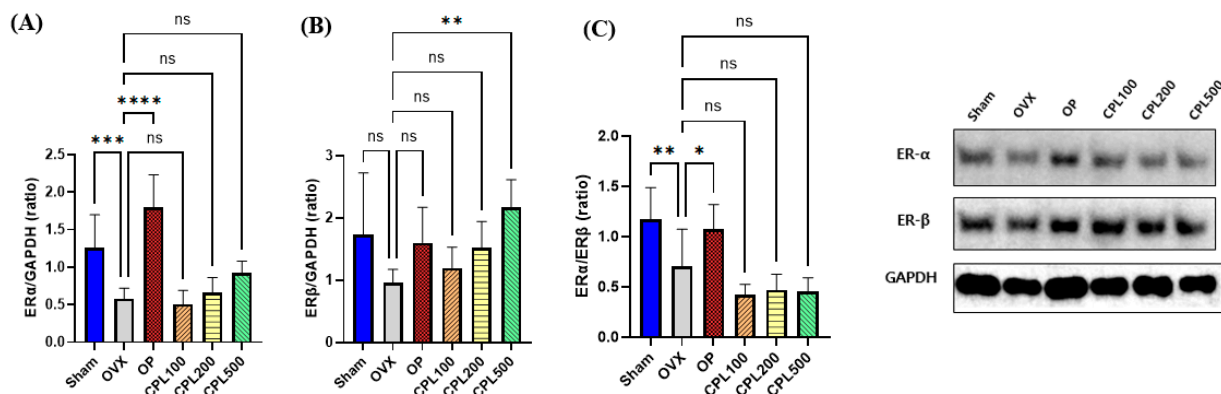 (A)
ns
ns
****
***
ns
ERα/GAPDH (ratio)
2.5
2.0
1.5
1.0
0.5
0.0
Sham
OVX
OP
CPL100
CPL200
CPL500
(B)
**
ns
ns
ns
ns
ERβ/GAPDH (ratio)
3
2
1
0
Sham
OVX
OP
CPL100
CPL200
CPL500
(C)
ns
ns
ns
**
*
ERα/ERβ (ratio)
2.0
1.5
1.0
0.5
0.0
Sham
OVX
OP
CPL100
CPL200
CPL500
Sham
OVX
OP
CPL100
CPL200
CPL500
ER-α
ER-β
GAPDH